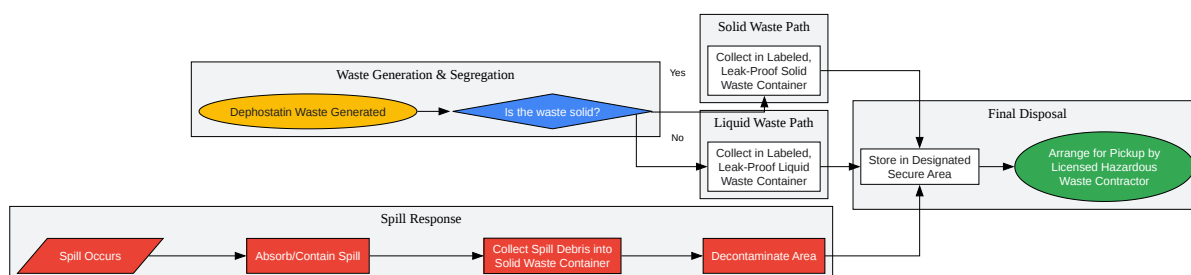 Waste Generation & Segregation
Dephostatin Waste Generated
Is the waste solid?
Yes
No
Solid Waste Path
Collect in Labeled,
Leak-Proof Solid
Waste Container
Liquid Waste Path
Collect in Labeled,
Leak-Proof Liquid
Waste Container
Final Disposal
Store in Designated
Secure Area
Arrange for Pickup by
Licensed Hazardous
Waste Contractor
Spill Response
Spill Occurs
Absorb/Contain Spill
Collect Spill Debris into
Solid Waste Container
Decontaminate Area